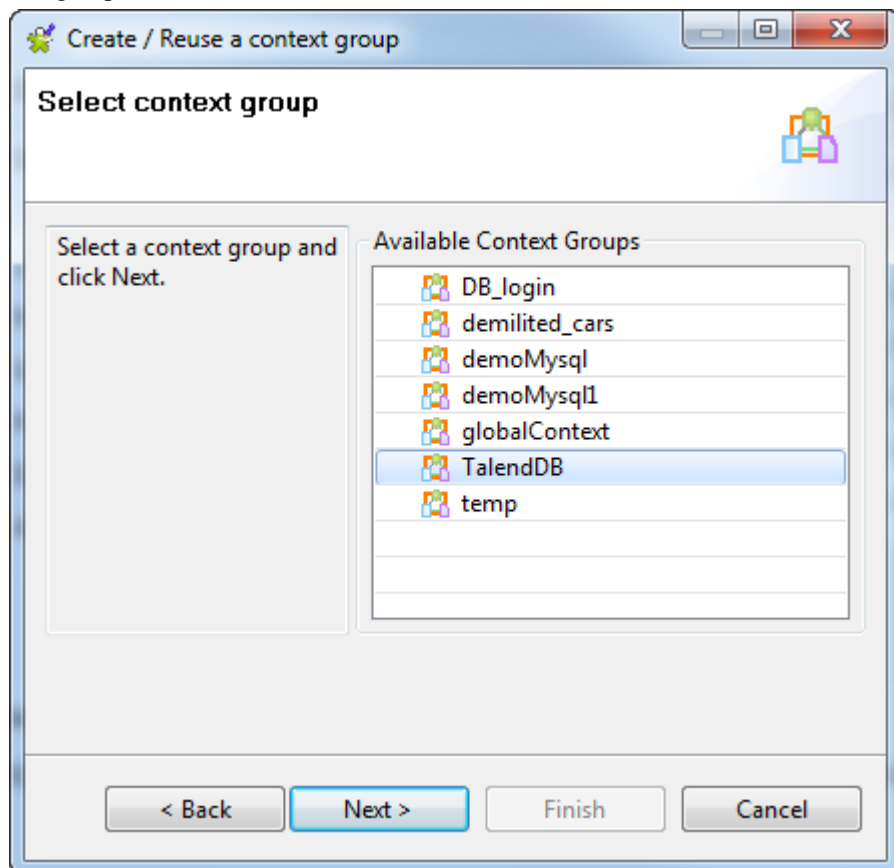 Create / Reuse a context group
Select context group
Select a context group and
click Next.
Available Context Groups
DB_login
demilited_cars
demoMysql
demoMysql1
globalContext
TalendDB
temp
< Back
Next >
Finish
Cancel